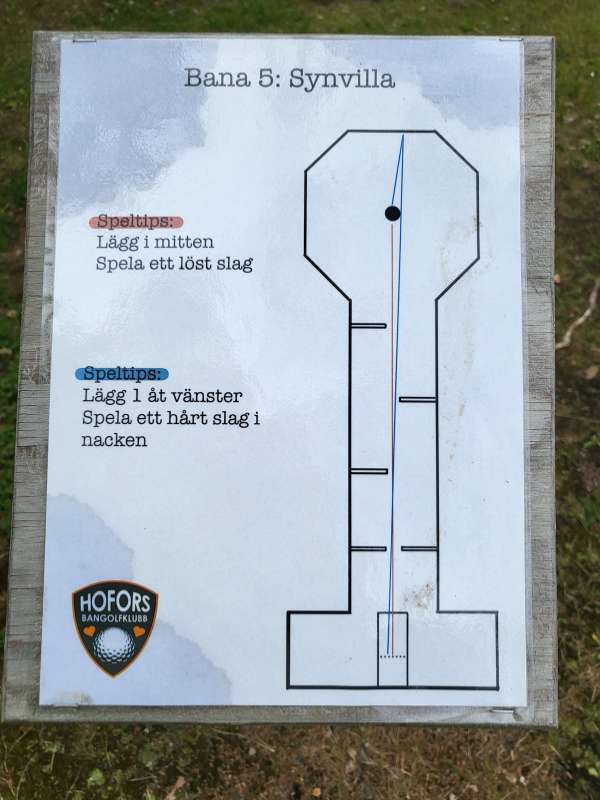 Bana 5: Synvilla
Speltips:
Lägg i mitten
Spela ett löst slag
Speltips:
Lägg 1 åt vänster
Spela ett hårt slag i
nacken
HOFORS
BANGOLFKLUBB